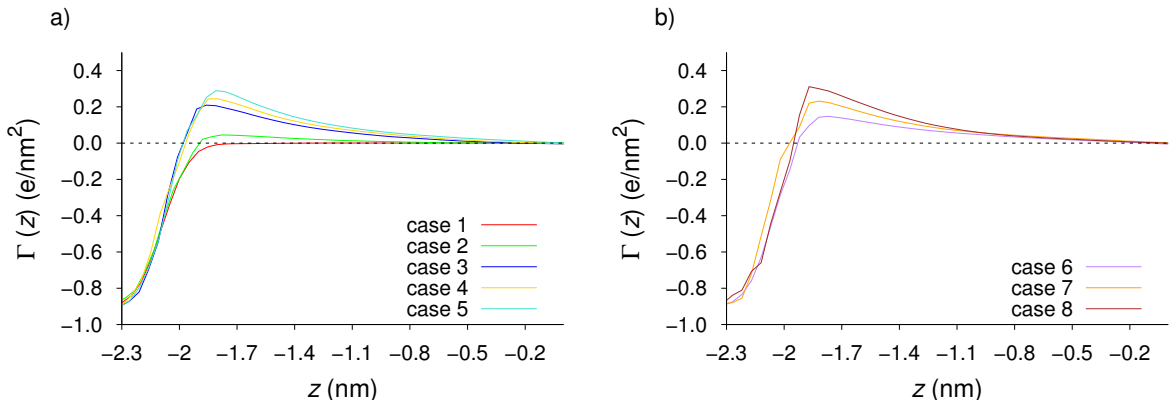 a)
Γ (z) (e/nm²)
0.4
0.2
0.0
−0.2
−0.4
−0.6
−0.8
−1.0
case 1
case 2
case 3
case 4
case 5
−2.3 −2 −1.7 −1.4 −1.1 −0.8 −0.5 −0.2
z (nm)
b)
Γ (z) (e/nm²)
0.4
0.2
0.0
−0.2
−0.4
−0.6
−0.8
−1.0
case 6
case 7
case 8
−2.3 −2 −1.7 −1.4 −1.1 −0.8 −0.5 −0.2
z (nm)